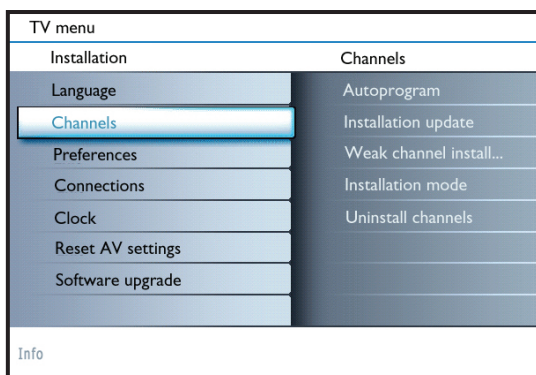 TV menu
Installation
Channels
Language
Channels
Preferences
Connections
Clock
Reset AV settings
Software upgrade
Autoprogram
Installation update
Weak channel install...
Installation mode
Uninstall channels
Info